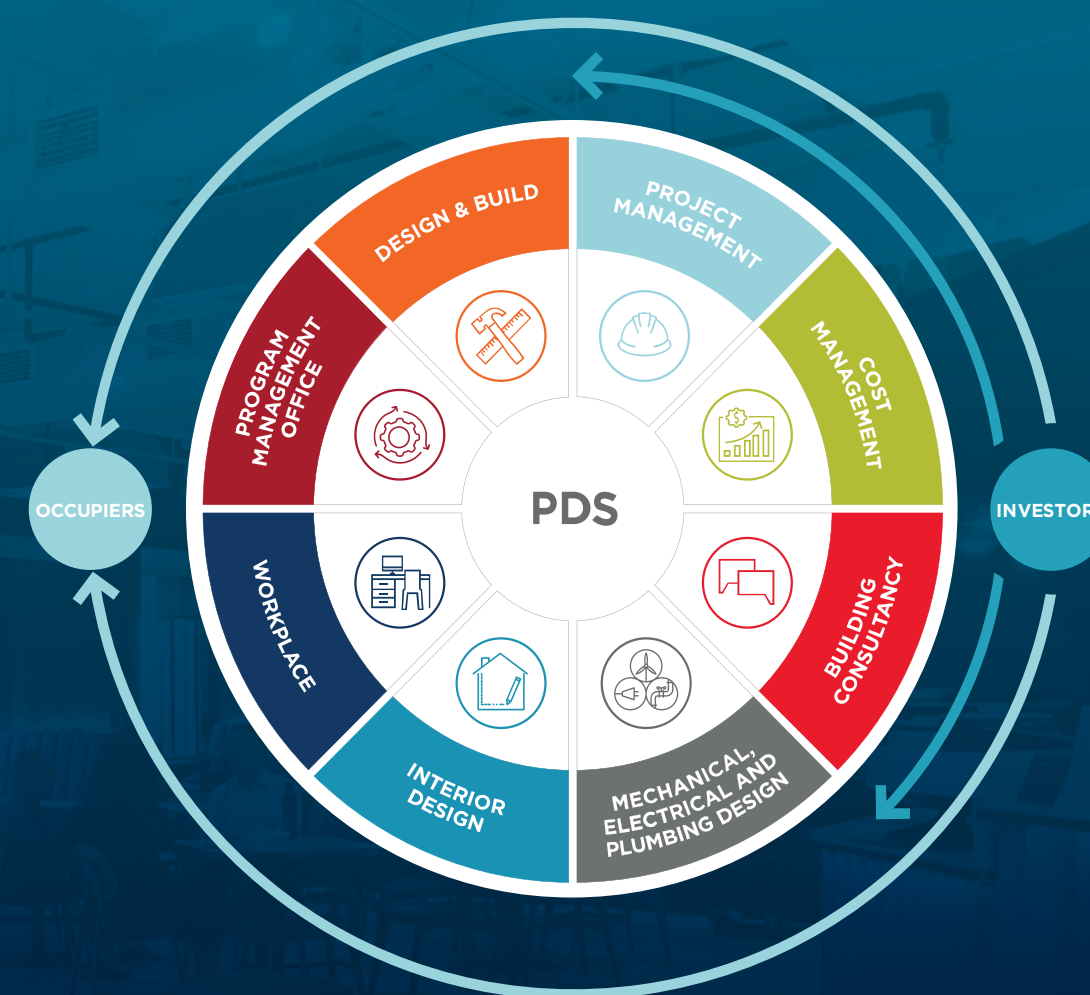 DESIGN & BUILD
PROJECT
MANAGEMENT
COST
MANAGEMENT
PROGRAM
MANAGEMENT
OFFICE
OCCUPIERS
PDS
INVESTOR
WORKPLACE
BUILDING
CONSULTANCY
INTERIOR
DESIGN
MECHANICAL,
ELECTRICAL AND
PLUMBING DESIGN
$